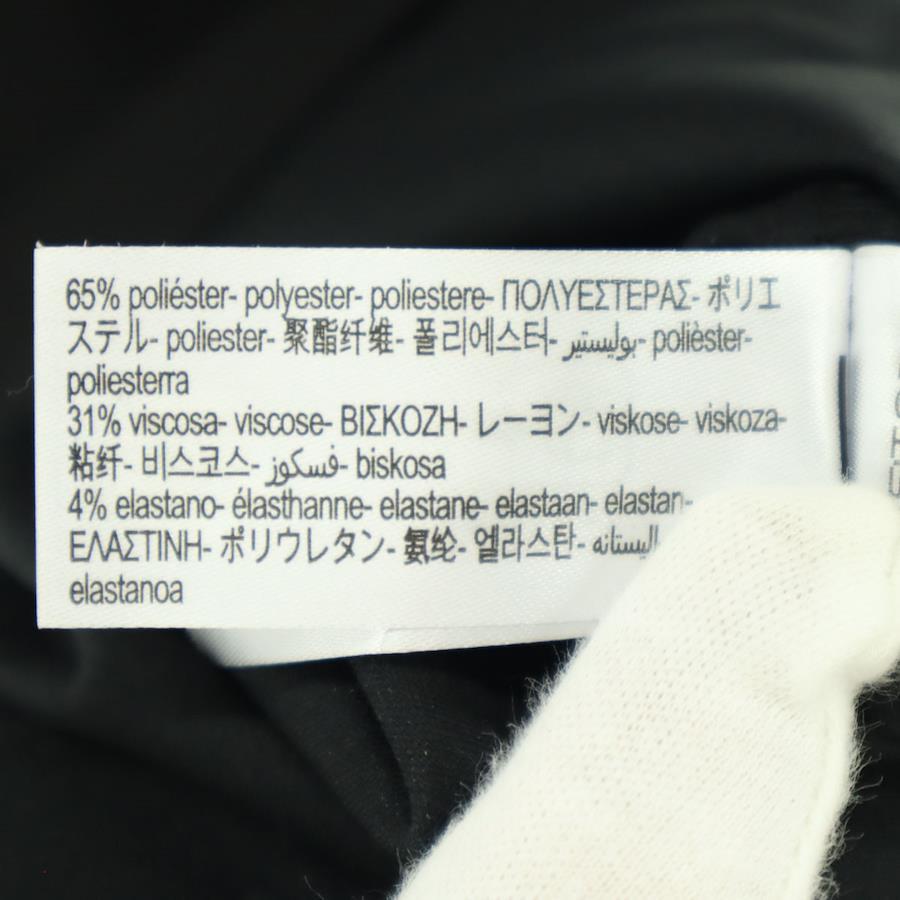 65% poliéster- polyester- poliestere- ΠΟΛΥΕΣΤΕΡΑΣ- ポリエ
ステル- poliester- 聚酯纤维- 폴리에스터- بوليستير- polièster-
poliesterra
31% viscosa- viscose- ΒΙΣΚΟΖΗ- レーヨン- viskose- viskoza-
粘纤- 비스코스- فسكوز- biskosa
4% elastano- élasthanne- elastane- elastaan- elastan-
ΕΛΑΣΤΙΝΗ- ポリウレタン- 氨纶- 엘라스탄- اليستانه
elastanoa